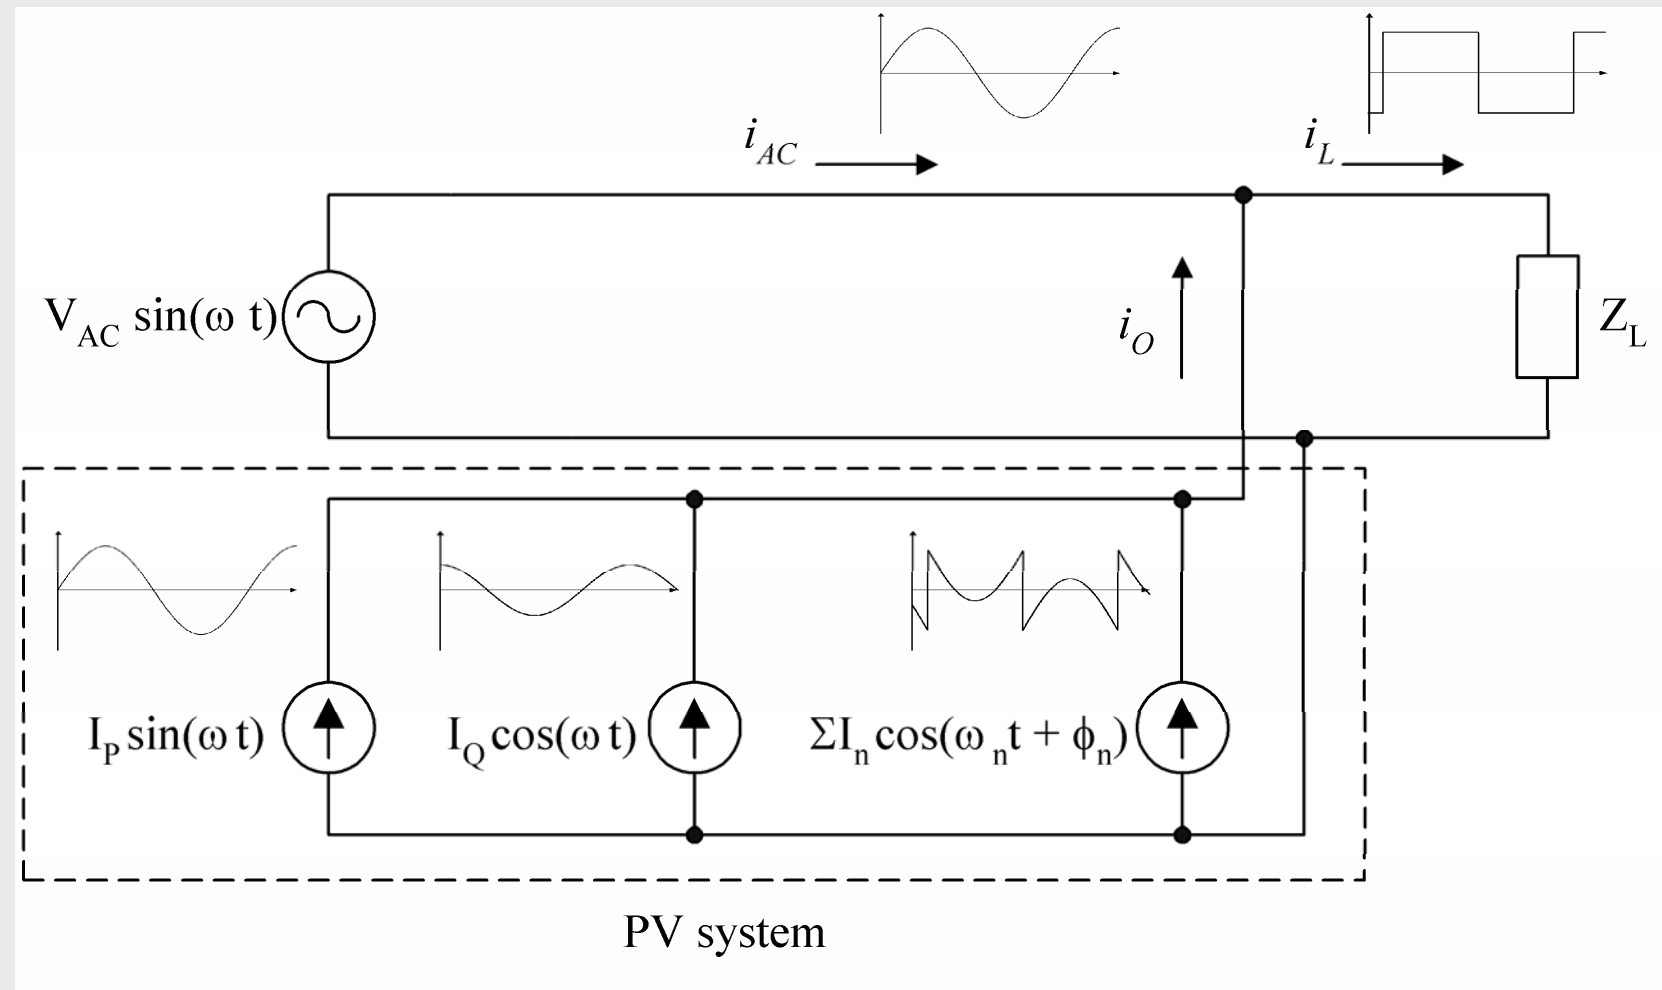 i_AC
i_L
V_AC sin(ω t)
i_O
Z_L
I_P sin(ω t)
I_Q cos(ω t)
ΣI_n cos(ω_n t + ϕ_n)
PV system